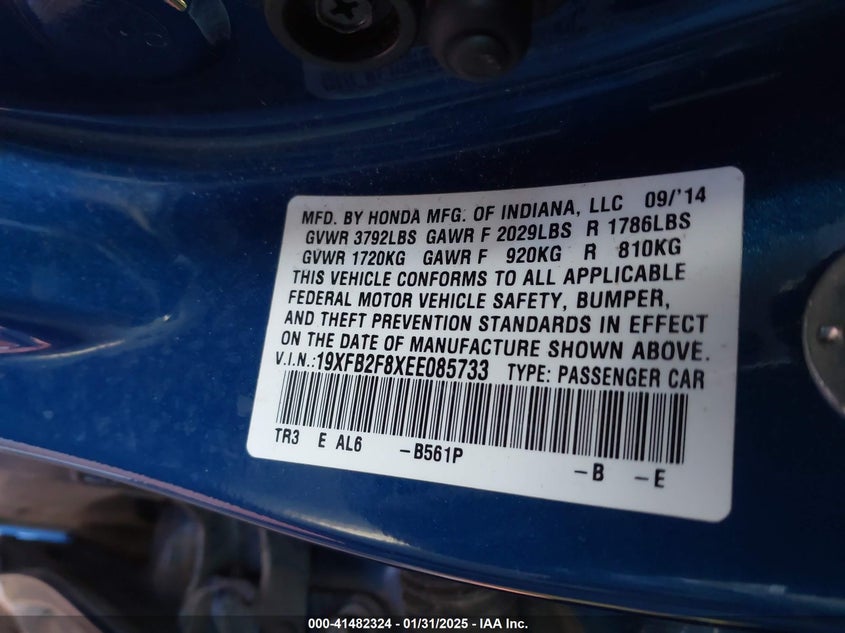 MFD. BY HONDA MFG. OF INDIANA, LLC 09/'14
GVWR 3792LBS GAWR F 2029LBS R 1786LBS
GVWR 1720KG GAWR F 920KG R 810KG
THIS VEHICLE CONFORMS TO ALL APPLICABLE
FEDERAL MOTOR VEHICLE SAFETY, BUMPER,
AND THEFT PREVENTION STANDARDS IN EFFECT
ON THE DATE OF MANUFACTURE SHOWN ABOVE.
V.I.N.:19XFB2F8XEE085733 TYPE: PASSENGER CAR
TR3 E AL6 -B561P -B -E
000-41482324 / 01/31/2025 - IAA Inc.